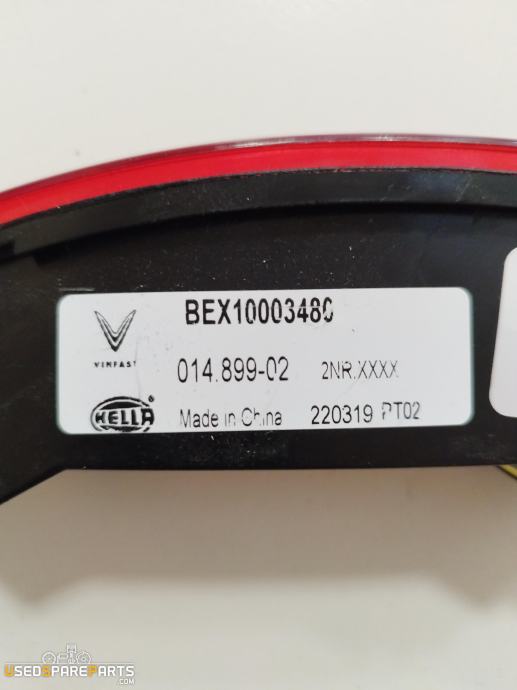 BEX10003480
VINFAST
014.899-02 2NR.XXXX
HELLA Made in China 220319 PT02
USEDSPAREPARTS
.COM